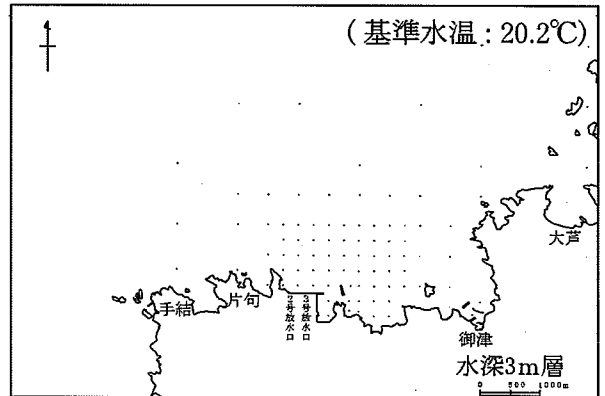 (基準水温：20.2℃)
大芦
手結
片句
2号放水口
3号放水口
御津
水深3m層
0 500 1000m